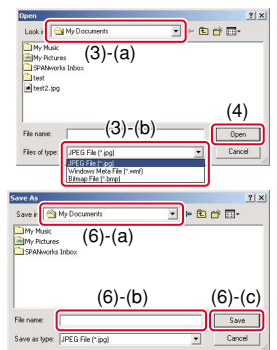 Open
Look in: My Documents
(3)-(a)
My Music
My Pictures
SPANworks Inbox
test
test2.jpg
(3)-(b)
(4)
File name:
Open
Files of type: JPEG File (*.jpg)
Cancel
JPEG File (*.jpg)
Windows Meta File (*.wmf)
Bitmap File (*.bmp)
Save As
Save in: My Documents
(6)-(a)
My Music
My Pictures
SPANworks Inbox
(6)-(b)
(6)-(c)
File name:
Save
Save as type: JPEG File (*.jpg)
Cancel